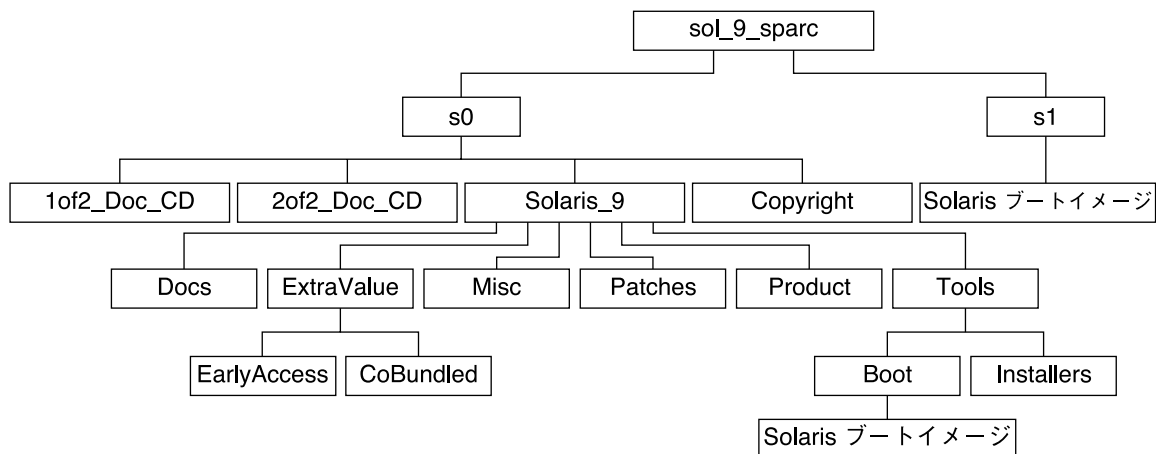 sol_9_sparc
s0
s1
1of2_Doc_CD
2of2_Doc_CD
Solaris_9
Copyright
Solaris ブートイメージ
Docs
ExtraValue
Misc
Patches
Product
Tools
EarlyAccess
CoBundled
Boot
Installers
Solaris ブートイメージ